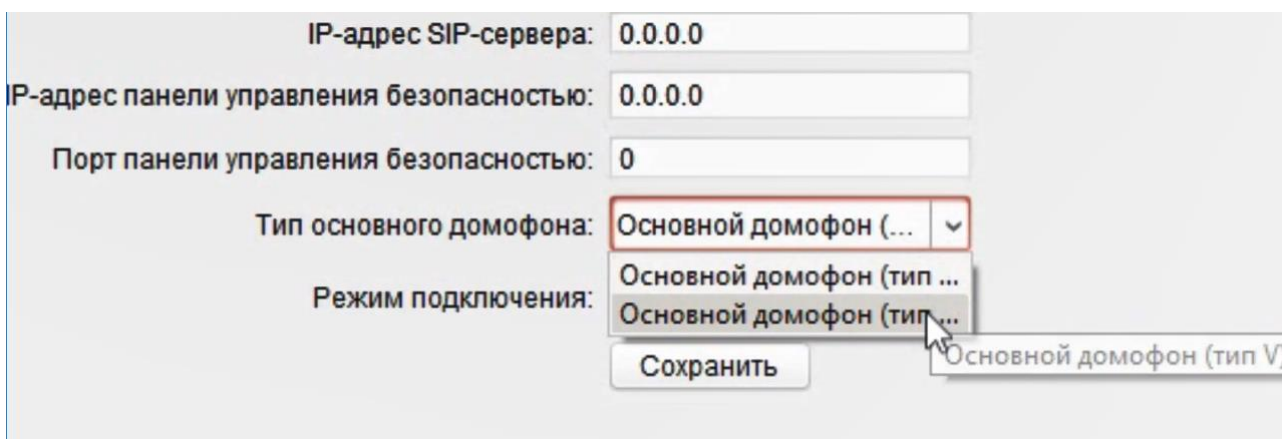 IP-адрес SIP-сервера: 0.0.0.0
IP-адрес панели управления безопасностью: 0.0.0.0
Порт панели управления безопасностью: 0
Тип основного домофона: Основной домофон (...
Основной домофон (тип ...
Режим подключения:
Основной домофон (тип ...
Основной домофон (тип V)
Сохранить